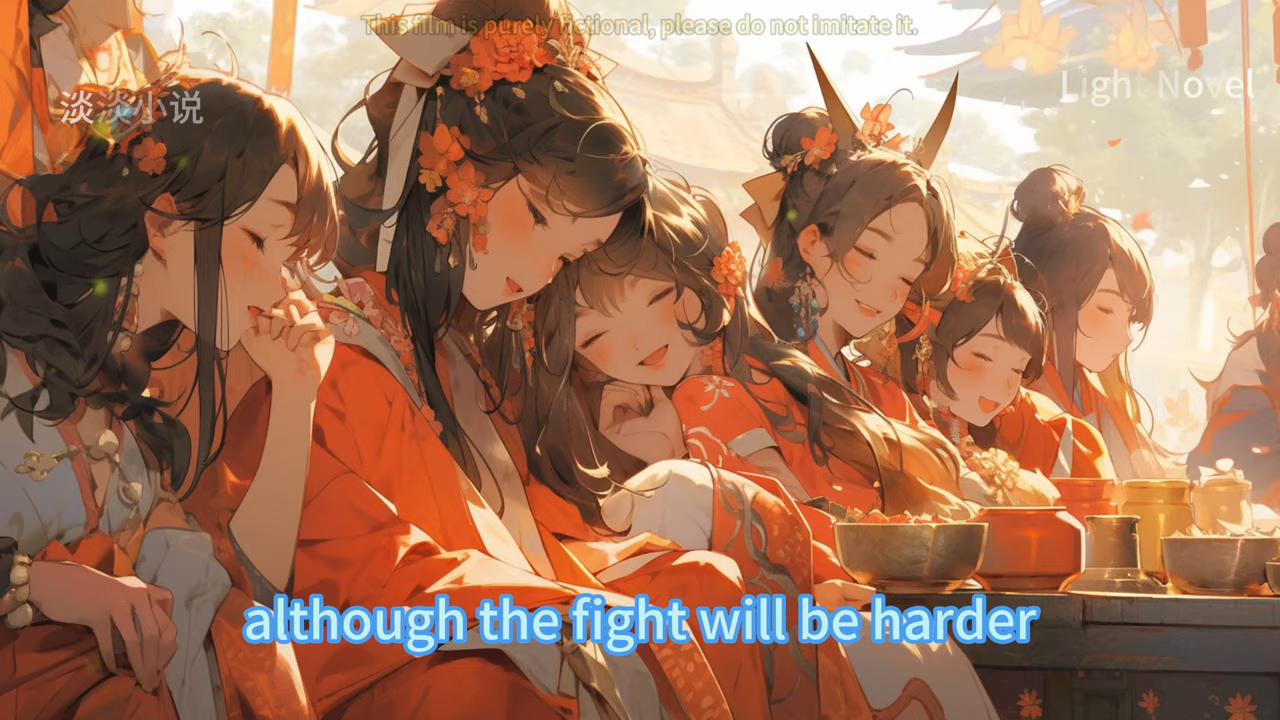 This film is purely fictional, please do not imitate it.
淡淡小说
Light Novel
although the fight will be harder